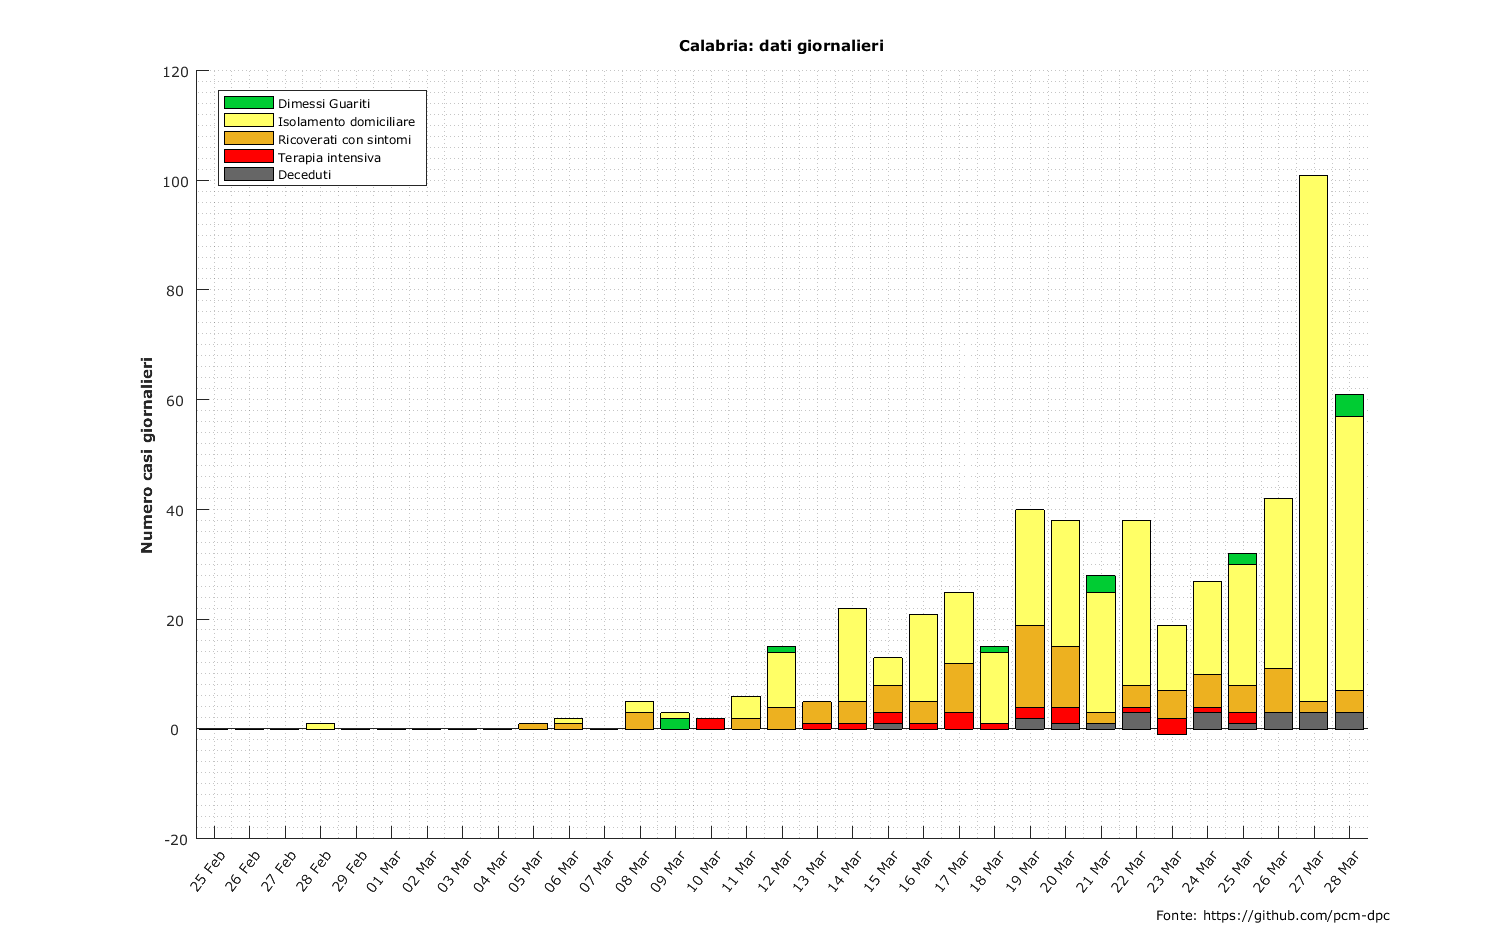 Calabria: dati giornalieri
120
100
80
60
40
20
0
-20
Numero casi giornalieri
Dimessi Guariti
Isolamento domiciliare
Ricoverati con sintomi
Terapia intensiva
Deceduti
25 Feb
26 Feb
27 Feb
28 Feb
29 Feb
01 Mar
02 Mar
03 Mar
04 Mar
05 Mar
06 Mar
07 Mar
08 Mar
09 Mar
10 Mar
11 Mar
12 Mar
13 Mar
14 Mar
15 Mar
16 Mar
17 Mar
18 Mar
19 Mar
20 Mar
21 Mar
22 Mar
23 Mar
24 Mar
25 Mar
26 Mar
27 Mar
28 Mar
Fonte: https://github.com/pcm-dpc